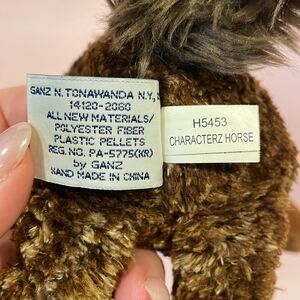 GANZ N. TONAWANDA N.Y.,
14120-2060
ALL NEW MATERIALS/
POLYESTER FIBER
PLASTIC PELLETS
REG. NO. PA-5775(KR)
by GANZ
HAND MADE IN CHINA
H5453
CHARACTERZ HORSE